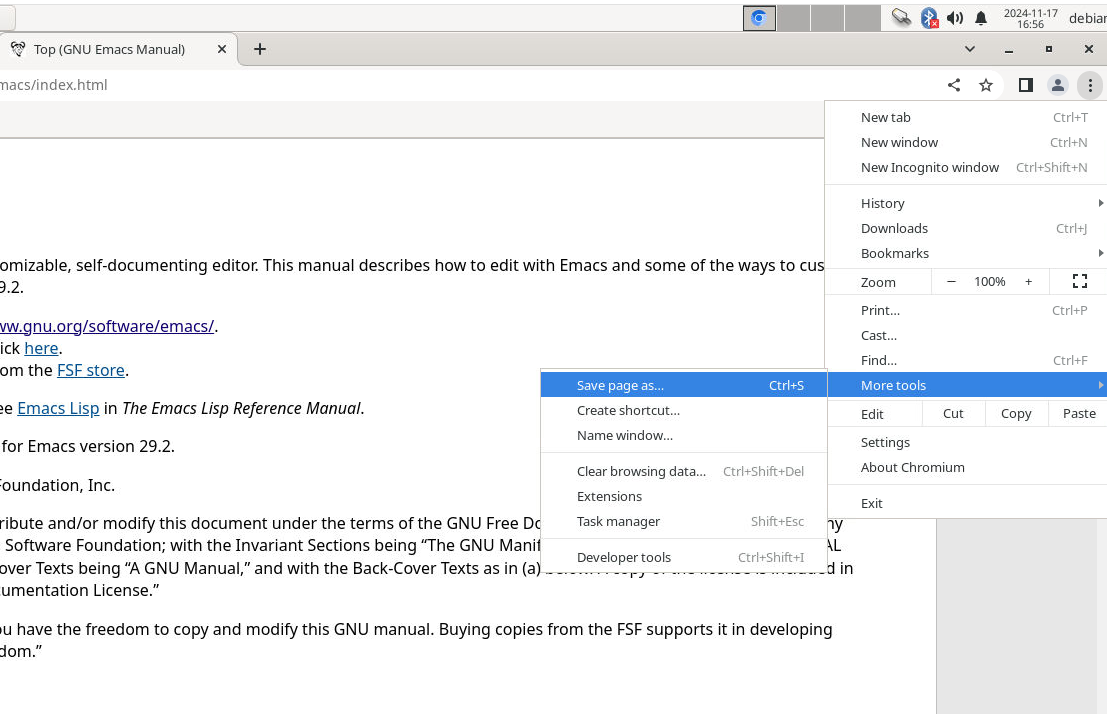 2024-11-17
16:56
debian
Top (GNU Emacs Manual)
macs/index.html
New tab Ctrl+T
New window Ctrl+N
New Incognito window Ctrl+Shift+N
History
Downloads Ctrl+J
Bookmarks
Zoom − 100% +
Print... Ctrl+P
Cast...
Find... Ctrl+F
More tools
Edit Cut Copy Paste
Settings
About Chromium
Exit
Save page as... Ctrl+S
Create shortcut...
Name window...
Clear browsing data... Ctrl+Shift+Del
Extensions
Task manager Shift+Esc
Developer tools Ctrl+Shift+I
omizable, self-documenting editor. This manual describes how to edit with Emacs and some of the ways to cus
9.2.
ww.gnu.org/software/emacs/.
ick here.
om the FSF store.
ee Emacs Lisp in The Emacs Lisp Reference Manual.
for Emacs version 29.2.
Foundation, Inc.
ribute and/or modify this document under the terms of the GNU Free Do ny
Software Foundation; with the Invariant Sections being “The GNU Manif AL
over Texts being “A GNU Manual,” and with the Back-Cover Texts as in (a) below. A copy of the license is included in
umentation License.”
ou have the freedom to copy and modify this GNU manual. Buying copies from the FSF supports it in developing
dom.”